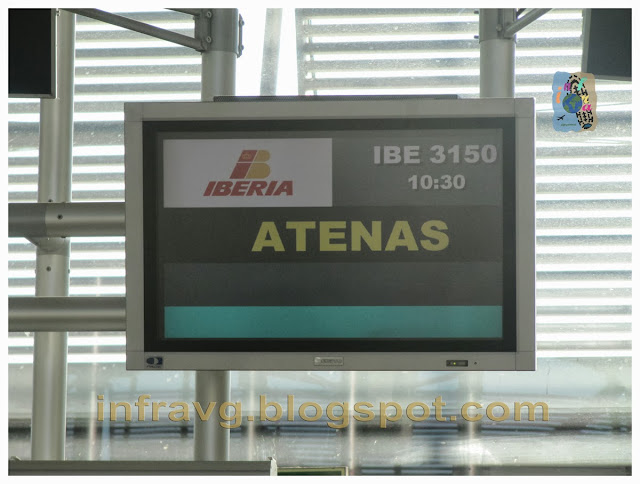 IBERIA
IBE 3150
10:30
ATENAS
infravg.blogspot.com